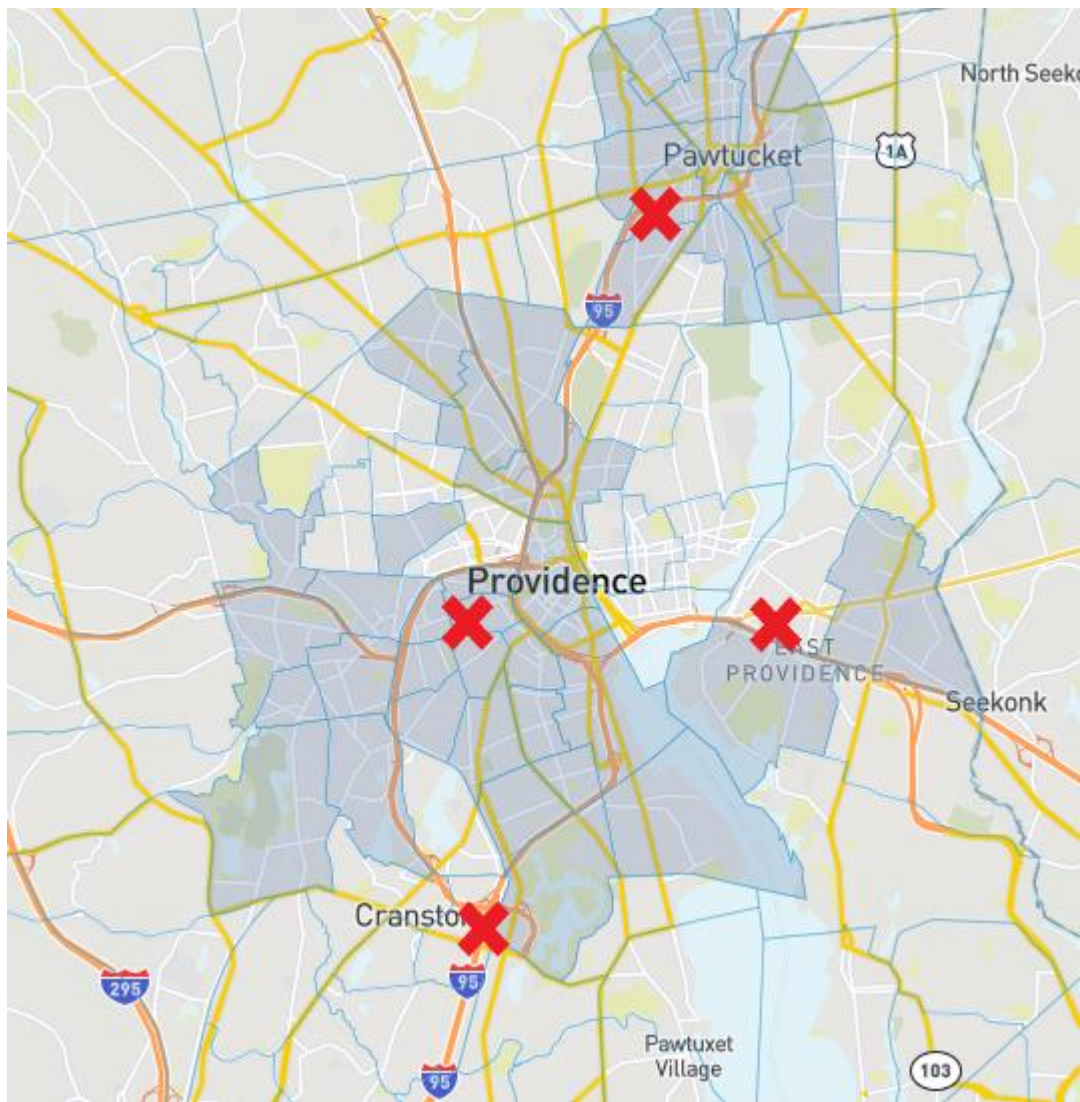 North Seeko
1A
Pawtucket
95
Providence
EAST
PROVIDENCE
Seekonk
Cranston
95
295
Pawtuxet
Village
95
103